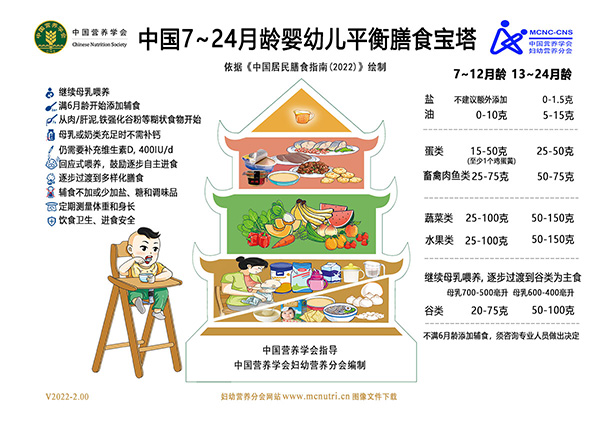 中国营养学会
Chinese Nutrition Society
中国7~24月龄婴幼儿平衡膳食宝塔
MCNC-CNS
中国营养学会
妇幼营养分会
依据《中国居民膳食指南(2022)》绘制
继续母乳喂养
满6月龄开始添加辅食
从肉/肝泥,铁强化谷粉等糊状食物开始
母乳或奶类充足时不需补钙
仍需要补充维生素D, 400IU/d
回应式喂养，鼓励逐步自主进食
逐步过渡到多样化膳食
辅食不加或少加盐、糖和调味品
定期测量体重和身长
饮食卫生、进食安全
7~12月龄 13~24月龄
盐 不建议额外添加 0-1.5克
油 0-10克 5-15克
蛋类 15-50克 25-50克
(至少1个鸡蛋黄)
畜禽肉鱼类 25-75克 50-75克
蔬菜类 25-100克 50-150克
水果类 25-100克 50-150克
继续母乳喂养, 逐步过渡到谷类为主食
母乳700-500毫升 母乳600-400毫升
谷类 20-75克 50-100克
不满6月龄添加辅食，须咨询专业人员做出决定
中国营养学会指导
中国营养学会妇幼营养分会编制
V2022-2.00
妇幼营养分会网站 www.mcnutri.cn 图像文件下载